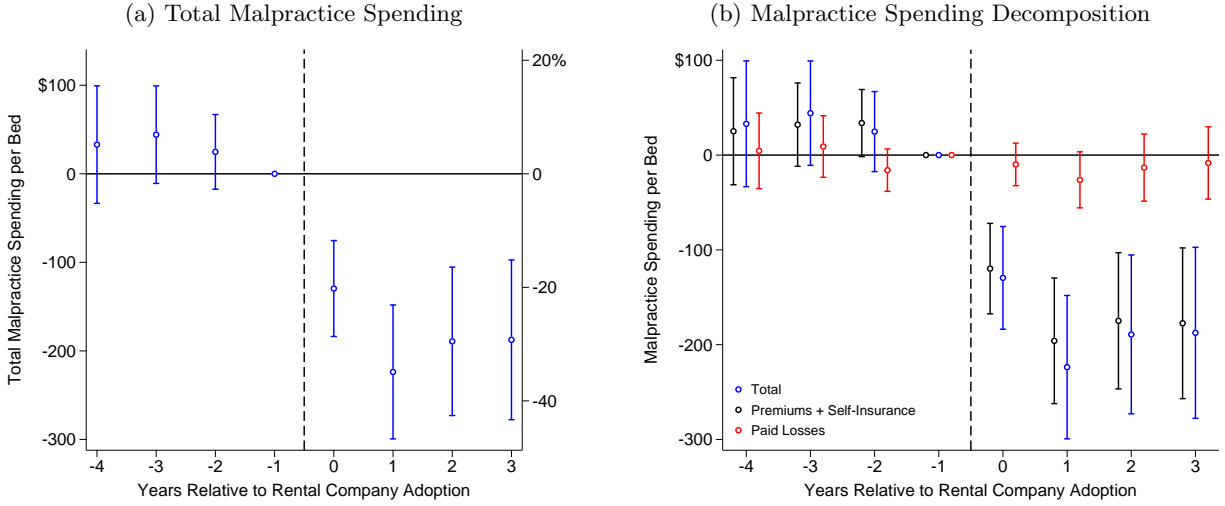 (a) Total Malpractice Spending
Total Malpractice Spending per Bed
$100
0
-100
-200
-300
20%
0
-20
-40
-4 -3 -2 -1 0 1 2 3
Years Relative to Rental Company Adoption
(b) Malpractice Spending Decomposition
Malpractice Spending per Bed
$100
0
-100
-200
-300
Total
Premiums + Self-Insurance
Paid Losses
-4 -3 -2 -1 0 1 2 3
Years Relative to Rental Company Adoption